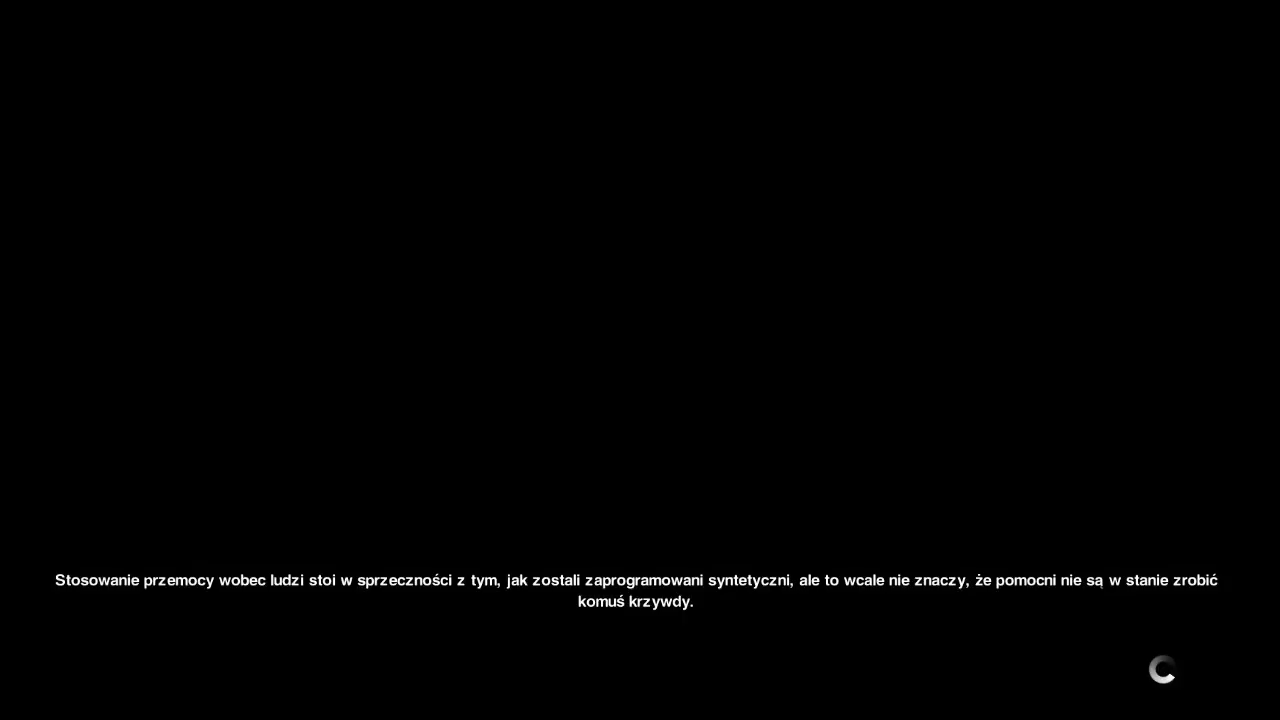 Stosowanie przemocy wobec ludzi stoi w sprzeczności z tym, jak zostali zaprogramowani syntetyczni, ale to wcale nie znaczy, że pomocni nie są w stanie zrobić
komuś krzywdy.